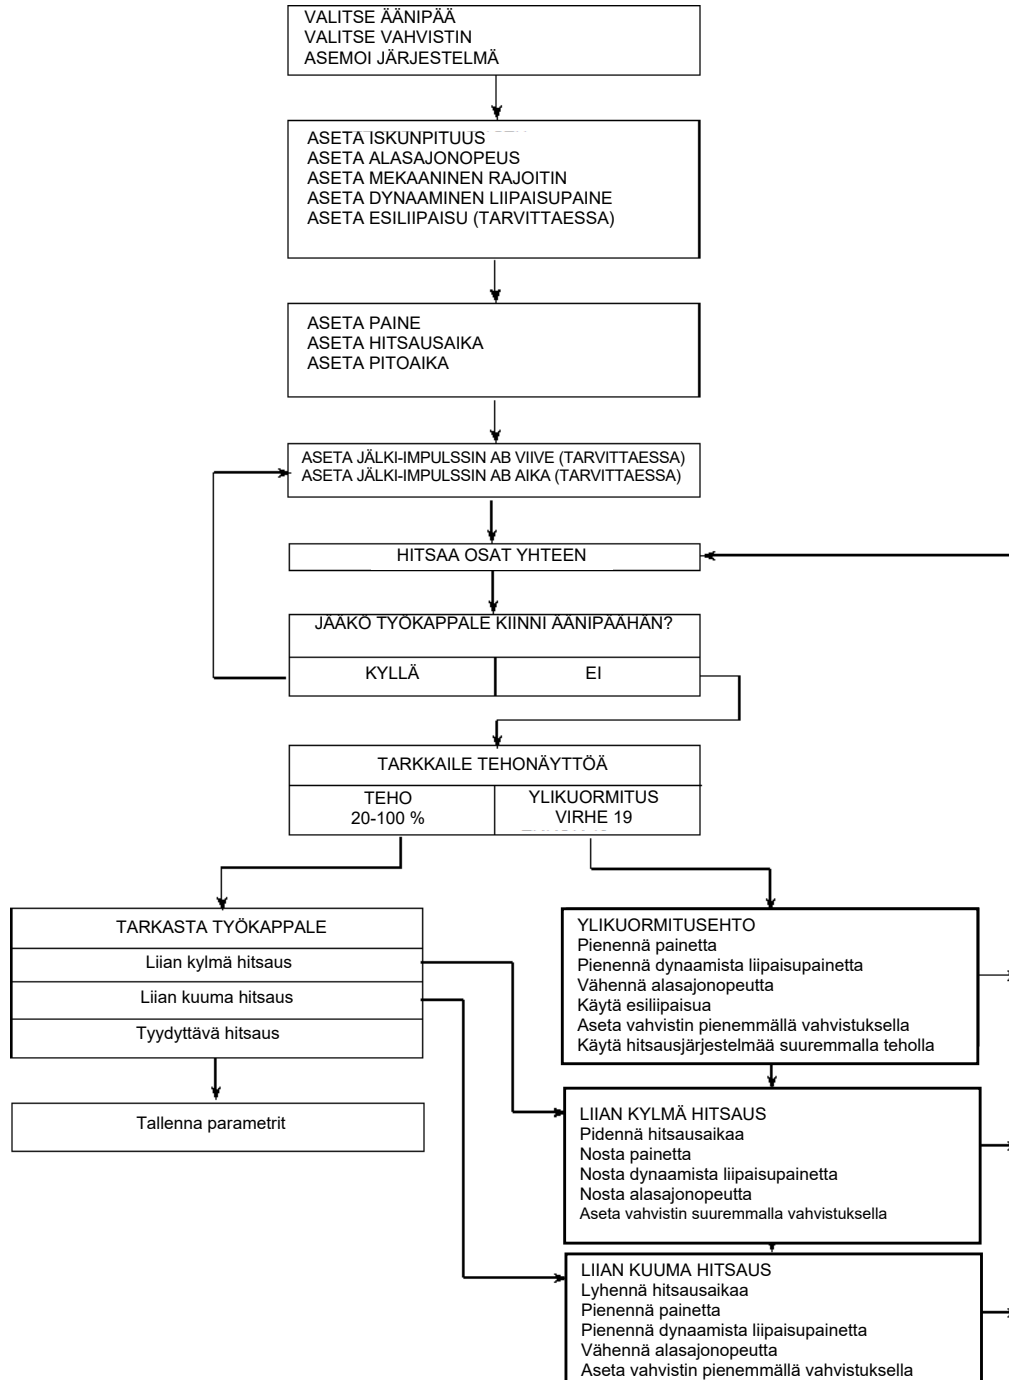 VALITSE ÄÄNIPÄÄ
VALITSE VAHVISTIN
ASEMOI JÄRJESTELMÄ
ASETA ISKUNPITUUS
ASETA ALASAJONOPEUS
ASETA MEKAANINEN RAJOITIN
ASETA DYNAAMINEN LIIPAISUPAINE
ASETA ESILIIPAISU (TARVITTAESSA)
ASETA PAINE
ASETA HITSAUSAIKA
ASETA PITOAIKA
ASETA JÄLKI-IMPULSSIN AB VIIVE (TARVITTAESSA)
ASETA JÄLKI-IMPULSSIN AB AIKA (TARVITTAESSA)
HITSAA OSAT YHTEEN
JÄÄKÖ TYÖKAPPALE KIINNI ÄÄNIPÄÄHÄN?
KYLLÄ
EI
TARKKAILE TEHONÄYTTÖÄ
TEHO
20-100 %
YLIKUORMITUS
VIRHE 19
TARKASTA TYÖKAPPALE
Liian kylmä hitsaus
Liian kuuma hitsaus
Tyydyttävä hitsaus
Tallenna parametrit
YLIKUORMITUSEHTO
Pienennä painetta
Pienennä dynaamista liipaisupainetta
Vähennä alasajonopeutta
Käytä esiliipaisua
Aseta vahvistin pienemmällä vahvistuksella
Käytä hitsausjärjestelmää suuremmalla teholla
LIIAN KYLMÄ HITSAUS
Pidennä hitsausaikaa
Nosta painetta
Nosta dynaamista liipaisupainetta
Nosta alasajonopeutta
Aseta vahvistin suuremmalla vahvistuksella
LIIAN KUUMA HITSAUS
Lyhennä hitsausaikaa
Pienennä painetta
Pienennä dynaamista liipaisupainetta
Vähennä alasajonopeutta
Aseta vahvistin pienemmällä vahvistuksella